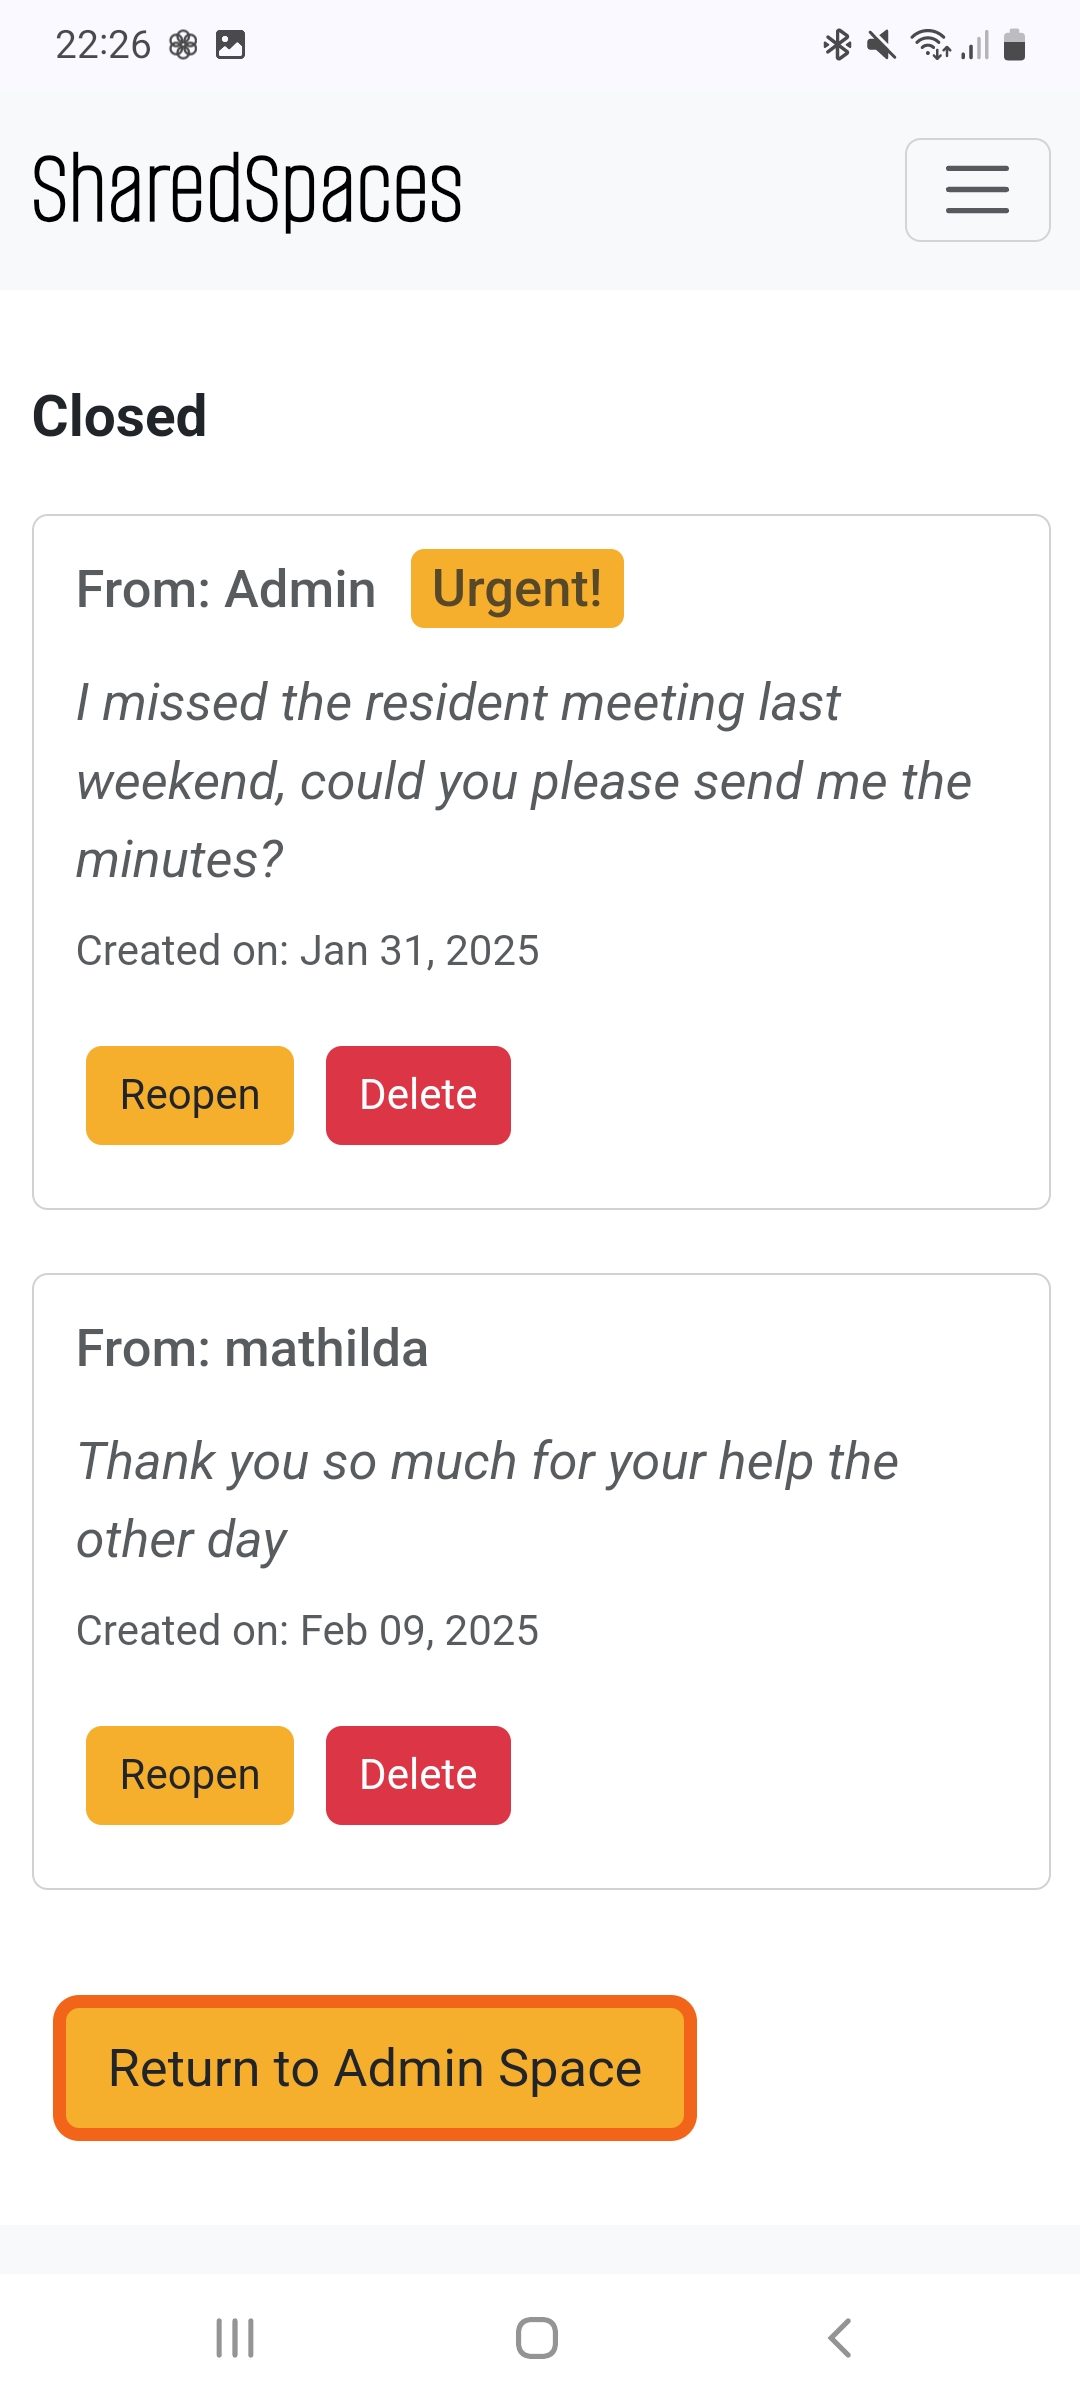 22:26
SharedSpaces
Closed
From: Admin Urgent!
I missed the resident meeting last
weekend, could you please send me the
minutes?
Created on: Jan 31, 2025
Reopen Delete
From: mathilda
Thank you so much for your help the
other day
Created on: Feb 09, 2025
Reopen Delete
Return to Admin Space